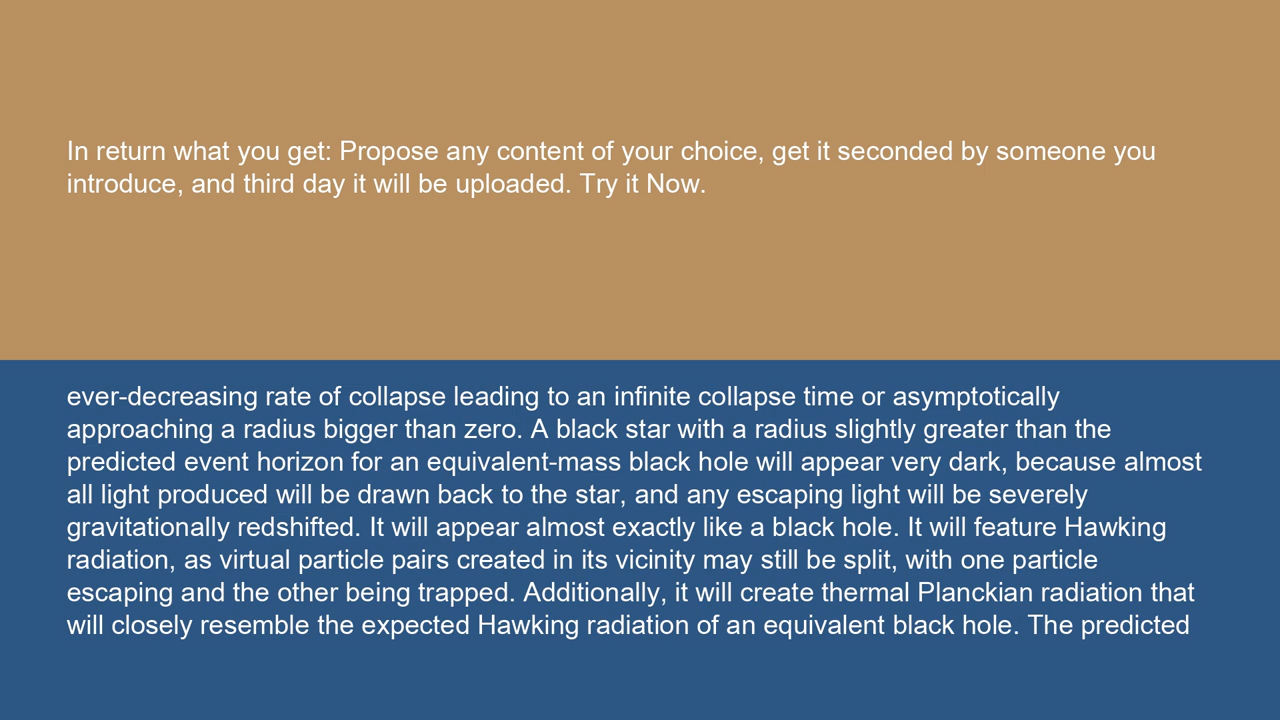 In return what you get: Propose any content of your choice, get it seconded by someone you
introduce, and third day it will be uploaded. Try it Now.
ever-decreasing rate of collapse leading to an infinite collapse time or asymptotically
approaching a radius bigger than zero. A black star with a radius slightly greater than the
predicted event horizon for an equivalent-mass black hole will appear very dark, because almost
all light produced will be drawn back to the star, and any escaping light will be severely
gravitationally redshifted. It will appear almost exactly like a black hole. It will feature Hawking
radiation, as virtual particle pairs created in its vicinity may still be split, with one particle
escaping and the other being trapped. Additionally, it will create thermal Planckian radiation that
will closely resemble the expected Hawking radiation of an equivalent black hole. The predicted